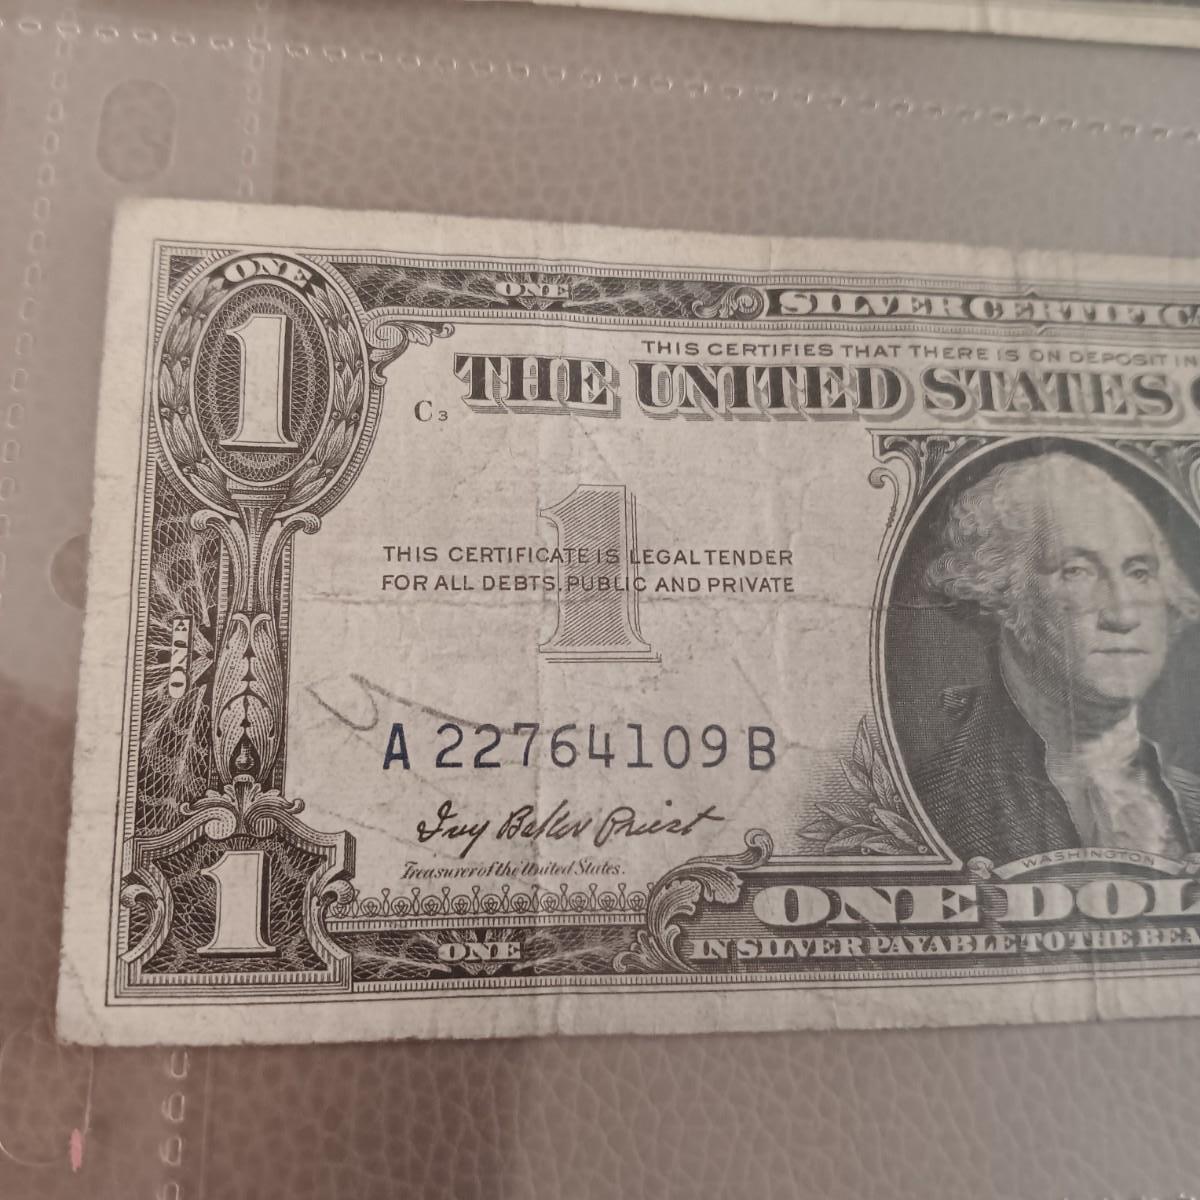 ONE
ONE
SILVER CERTIFICA
1
THIS CERTIFIES THAT THERE IS ON DEPOSIT IN
THE UNITED STATES O
C3
1
THIS CERTIFICATE IS LEGAL TENDER
FOR ALL DEBTS, PUBLIC AND PRIVATE
ONE
A 22764109 B
Ivy Baker Priest
Treasurer of the United States.
WASHINGTON
1
ONE DOL
ONE
IN SILVER PAYABLE TO THE BEA